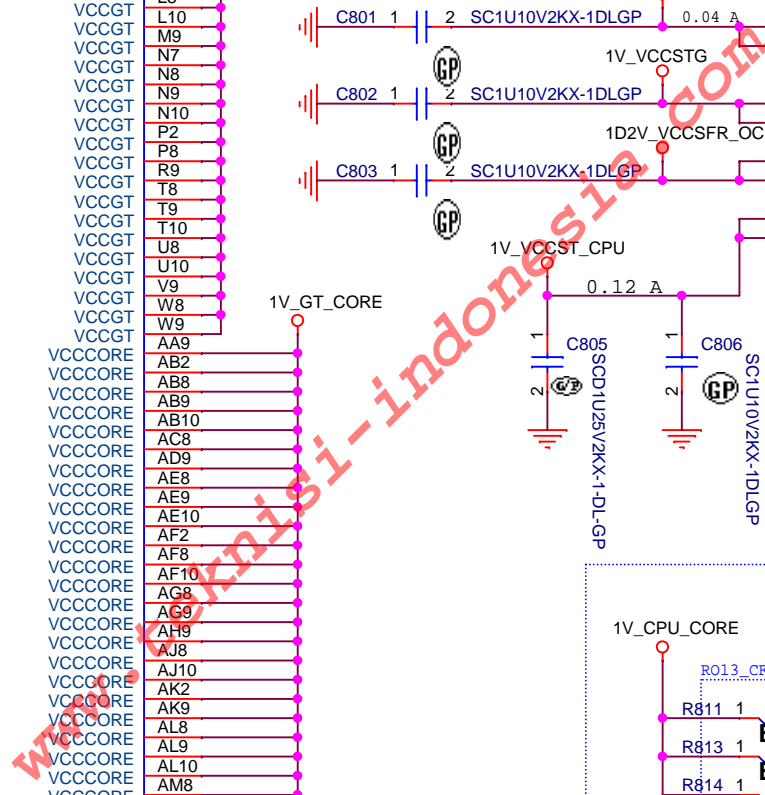 VCCGT L10
VCCGT M9
VCCGT N7
VCCGT N8
VCCGT N9
VCCGT N10
VCCGT P2
VCCGT P8
VCCGT R9
VCCGT T8
VCCGT T9
VCCGT T10
VCCGT U8
VCCGT U10
VCCGT V9
VCCGT W8
VCCGT W9
VCCGT
AA9
VCCCORE AB2
VCCCORE AB8
VCCCORE AB9
VCCCORE AB10
VCCCORE AC8
VCCCORE AD9
VCCCORE AE8
VCCCORE AE9
VCCCORE AE10
VCCCORE AF2
VCCCORE AF8
VCCCORE AF10
VCCCORE AG8
VCCCORE AG9
VCCCORE AH9
VCCCORE AJ8
VCCCORE AJ10
VCCCORE AK2
VCCCORE AK9
VCCCORE AL8
VCCCORE AL9
VCCCORE AL10
VCCCORE AM8
VCCCORE
1V_GT_CORE
C801 1 2 SC1U10V2KX-1DLGP 0.04 A
GP
1V_VCCSTG
C802 1 2 SC1U10V2KX-1DLGP
GP
1D2V_VCCSFR_OC
C803 1 2 SC1U10V2KX-1DLGP
GP
1V_VCCST_CPU
0.12 A
1 C805 2
G/P
SCD1U25V2KX-1-DL-GP
1 C806 2
GP
SC1U10V2KX-1DLGP
1V_CPU_CORE
RO13_CP
R811 1
R813 1
R814 1
www.teknisi-indonesia.com